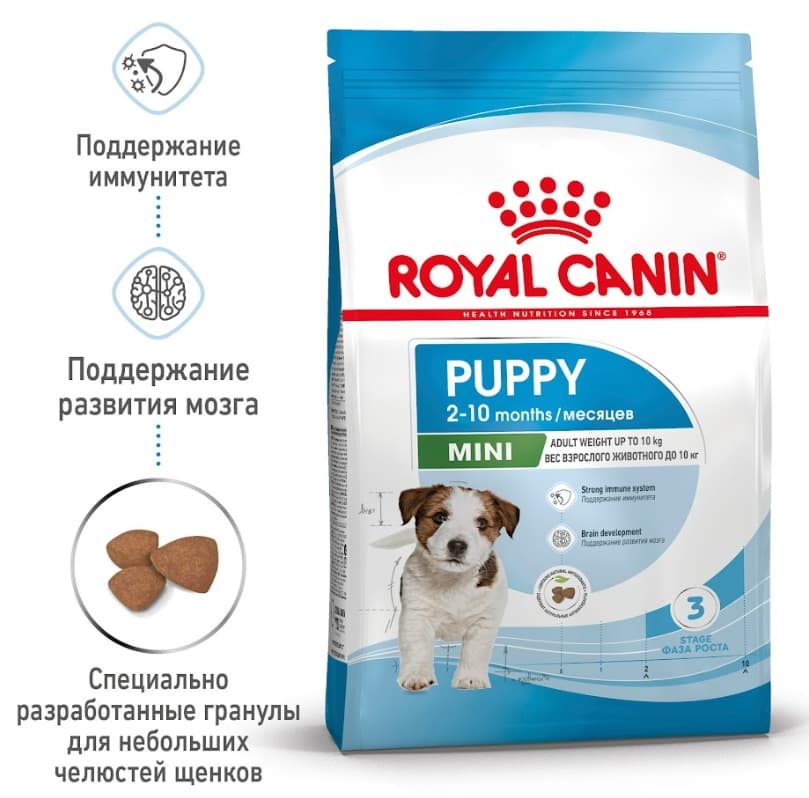 Поддержание
иммунитета
Поддержание
развития мозга
Специально
разработанные гранулы
для небольших
челюстей щенков
ROYAL CANIN®
HEALTH NUTRITION SINCE 1968
PUPPY
2-10 months/месяцев
MINI
ADULT WEIGHT UP TO 10 kg
ВЕС ВЗРОСЛОГО ЖИВОТНОГО ДО 10 кг
Strong immune system
Поддержание иммунитета
Brain development
Поддержание развития мозга
3
STAGE
ФАЗА РОСТА
2
10